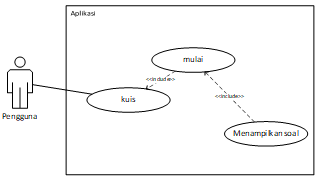 Aplikasi
mulai
<<include>>
kuis
<<include>>
Pengguna
Menampilkan soal